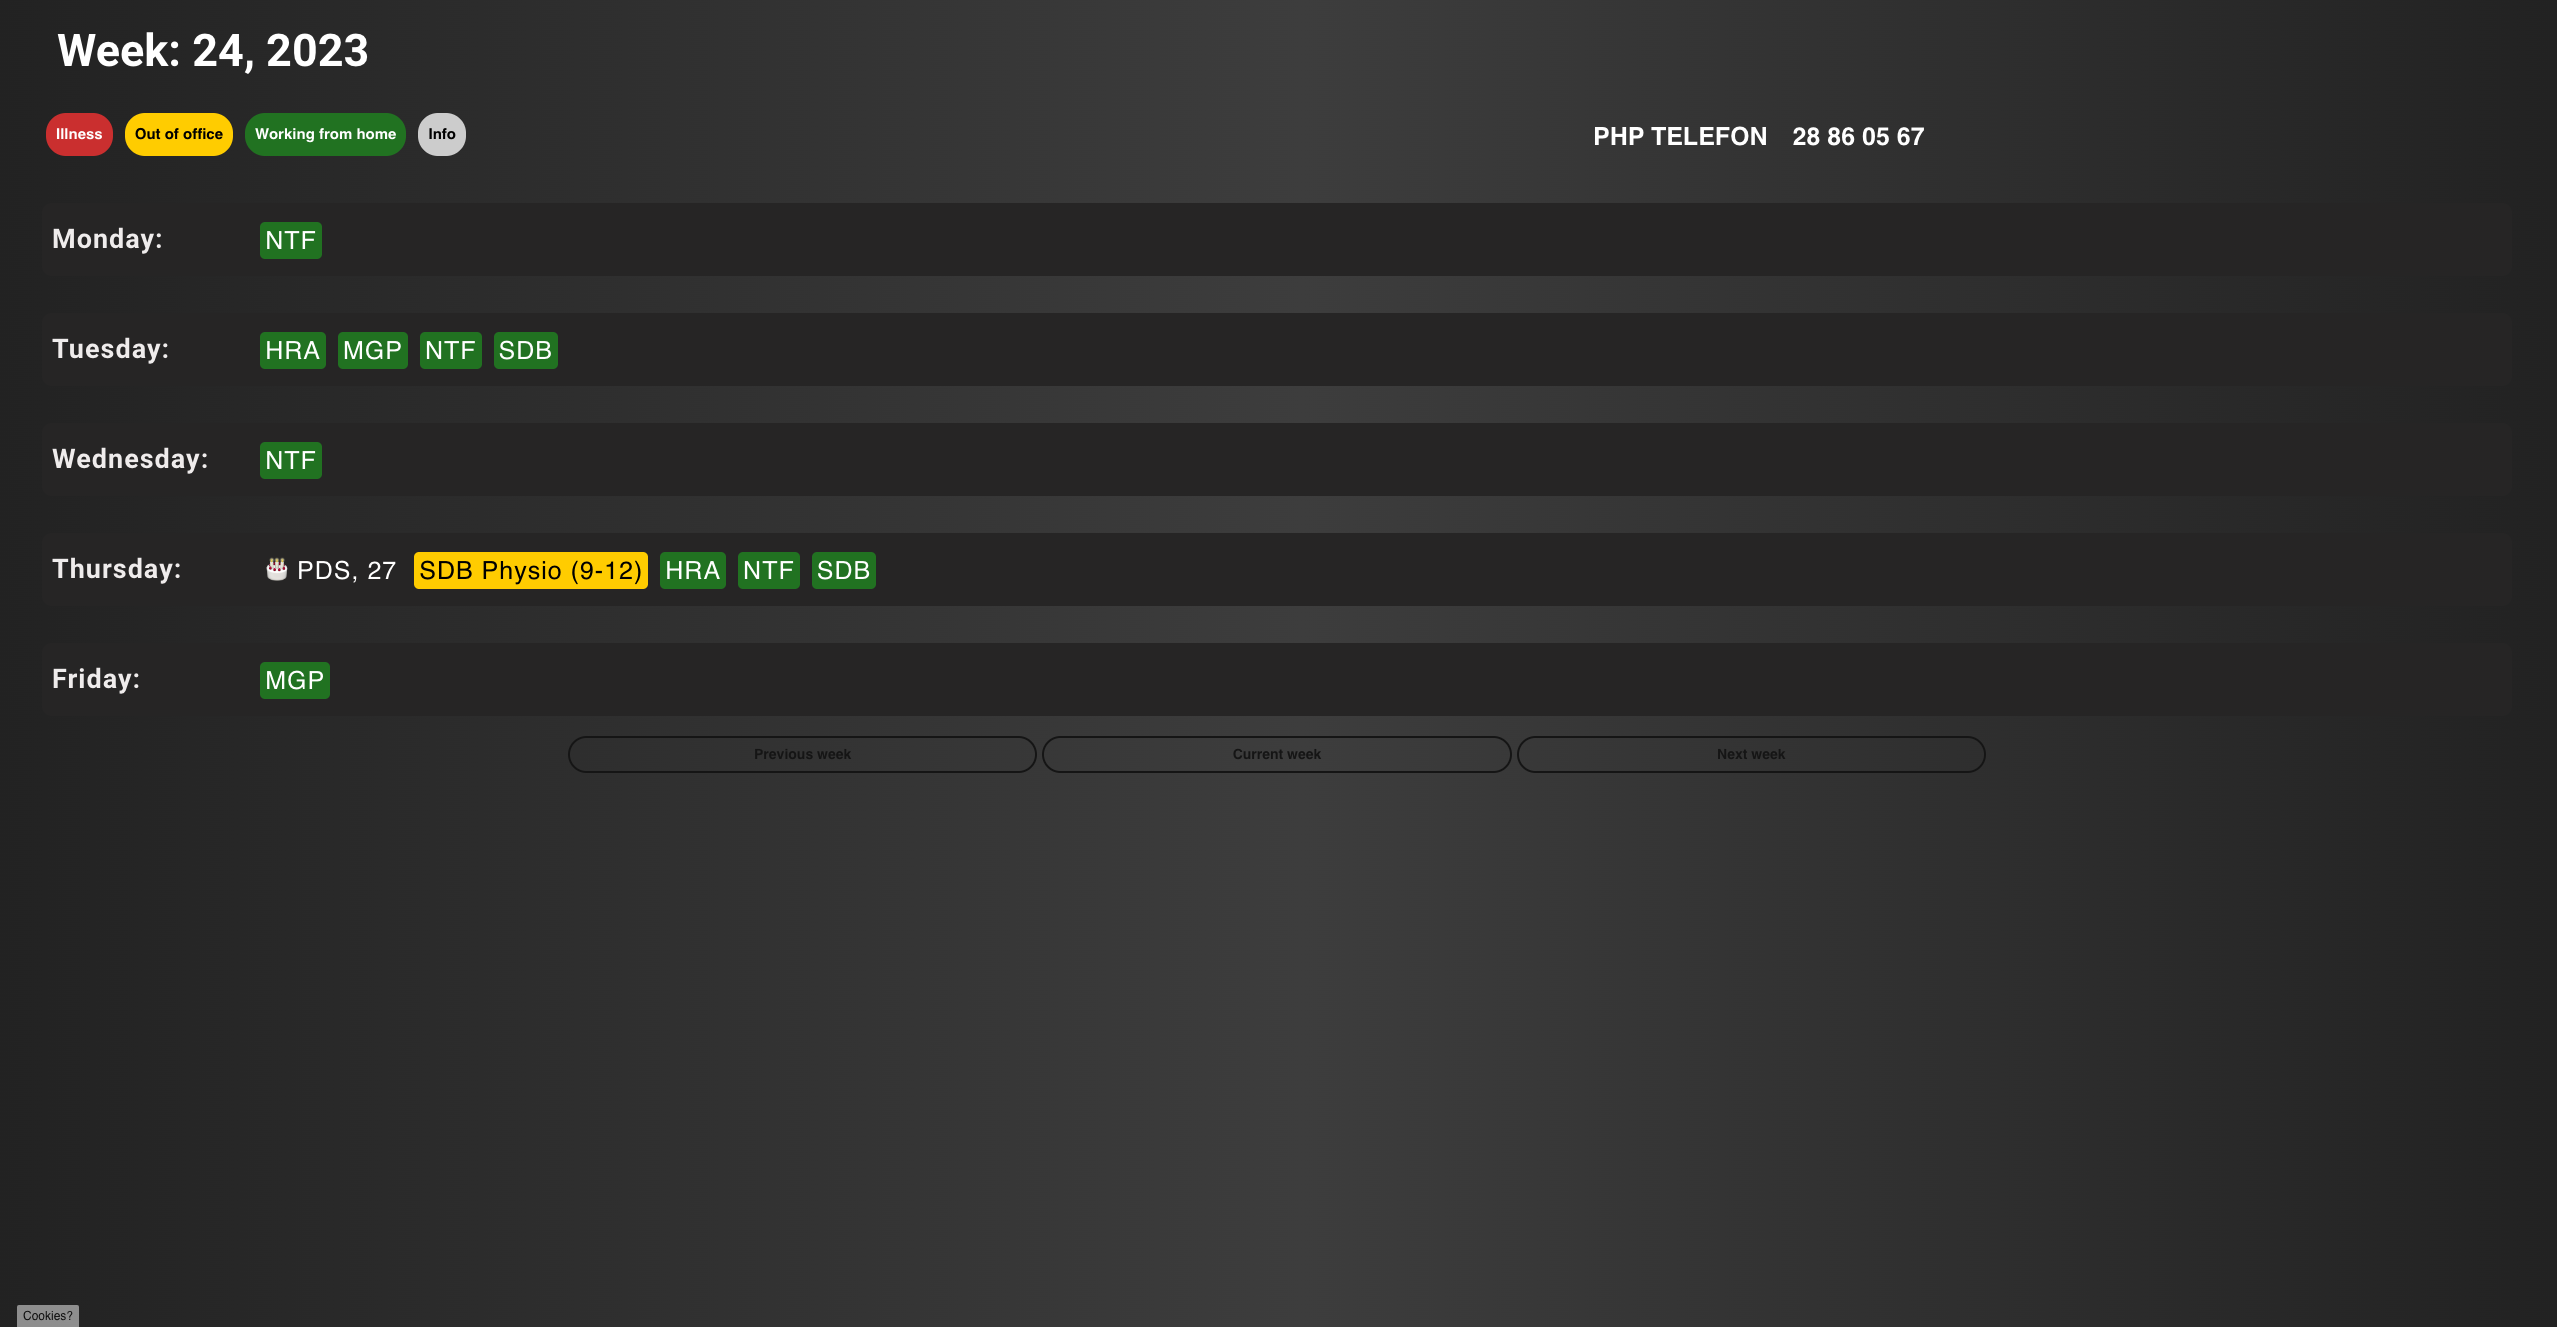 Week: 24, 2023
Illness Out of office Working from home Info PHP TELEFON 28 86 05 67
Monday: NTF
Tuesday: HRA MGP NTF SDB
Wednesday: NTF
Thursday: 🎂 PDS, 27 SDB Physio (9-12) HRA NTF SDB
Friday: MGP
Previous week Current week Next week
Cookies?